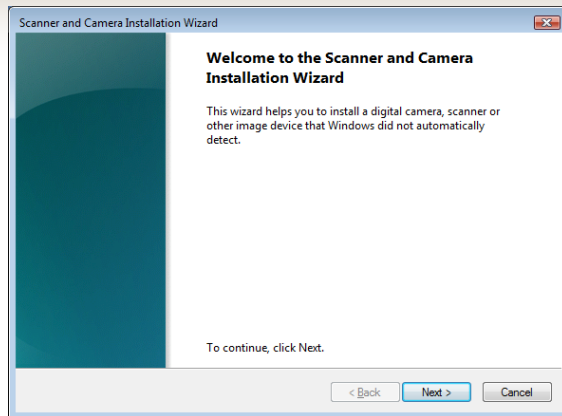 Scanner and Camera Installation Wizard
Welcome to the Scanner and Camera
Installation Wizard
This wizard helps you to install a digital camera, scanner or
other image device that Windows did not automatically
detect.
To continue, click Next.
< Back
Next >
Cancel